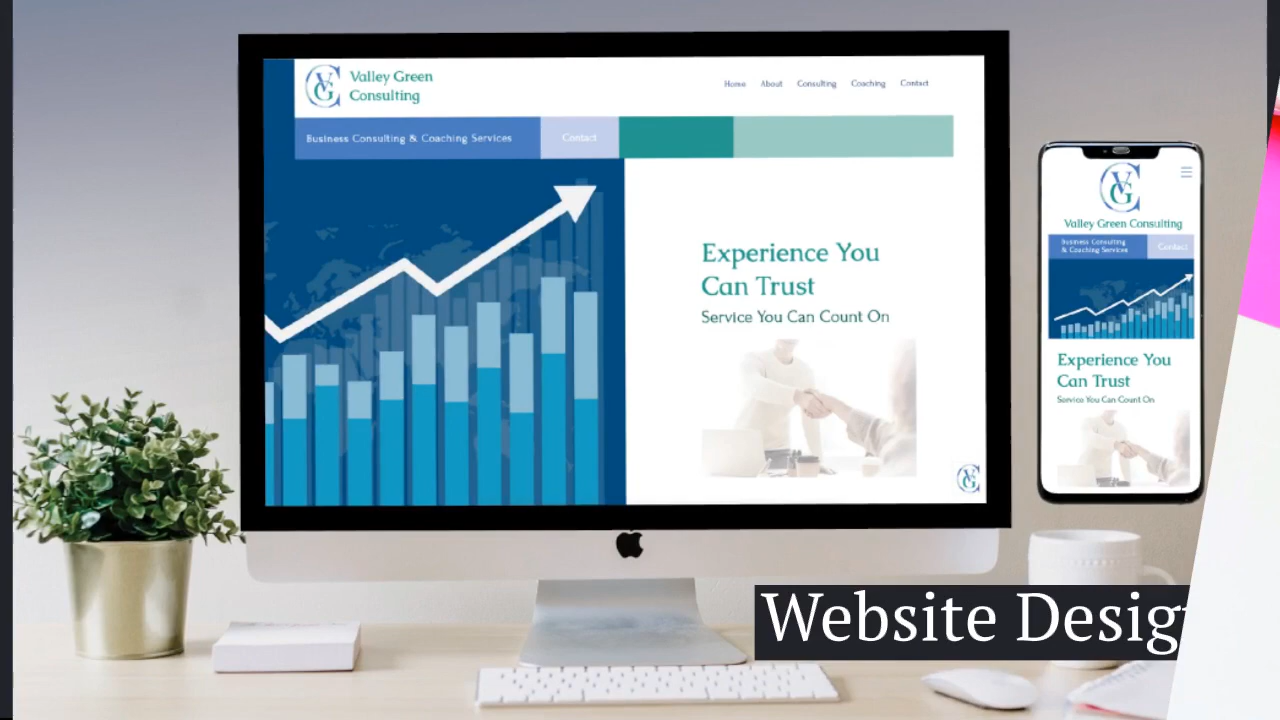 Valley Green
Consulting
Home About Consulting Coaching Contact
Business Consulting & Coaching Services
Contact
Experience You
Can Trust
Service You Can Count On
Valley Green Consulting
Business Consulting
& Coaching Services
Contact
Experience You
Can Trust
Service You Can Count On
Website Desig